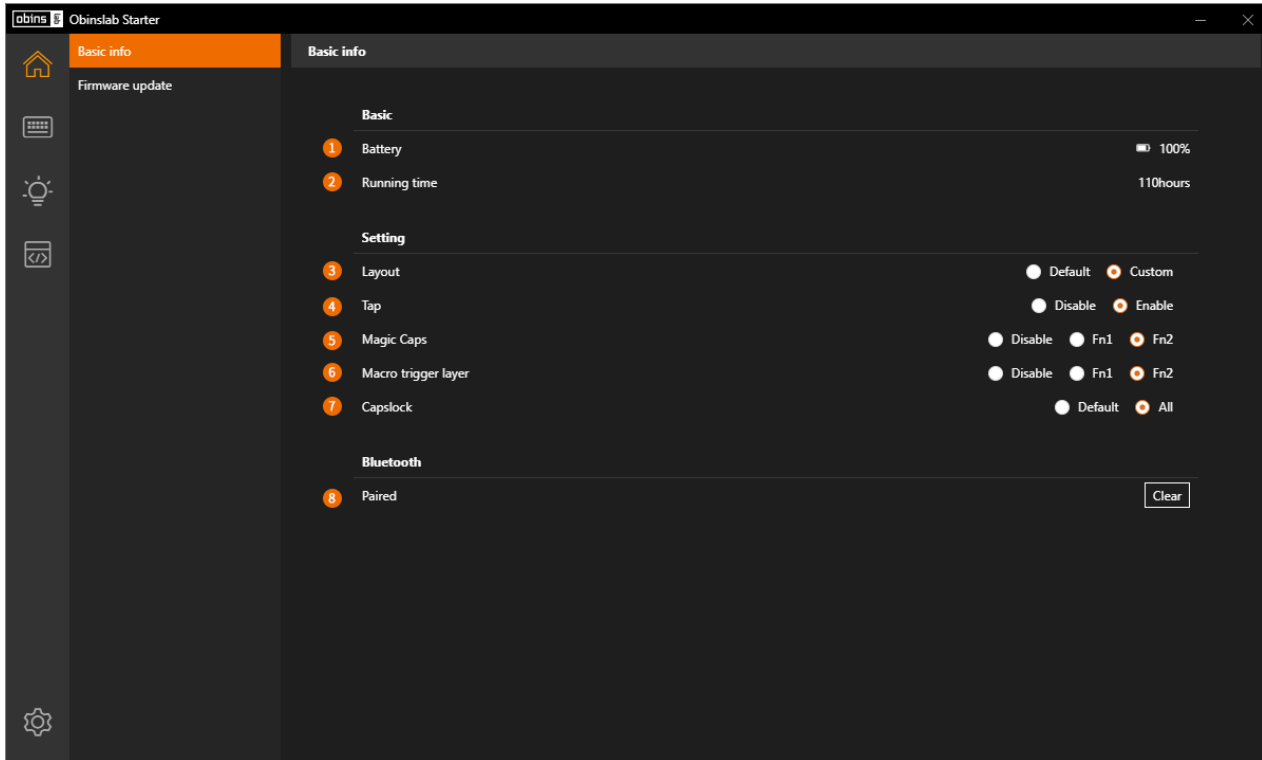 obins Obinslab Starter
Basic info
Firmware update
Basic info
Basic
1 Battery 100%
2 Running time 110hours
Setting
3 Layout Default Custom
4 Tap Disable Enable
5 Magic Caps Disable Fn1 Fn2
6 Macro trigger layer Disable Fn1 Fn2
7 Capslock Default All
Bluetooth
8 Paired Clear